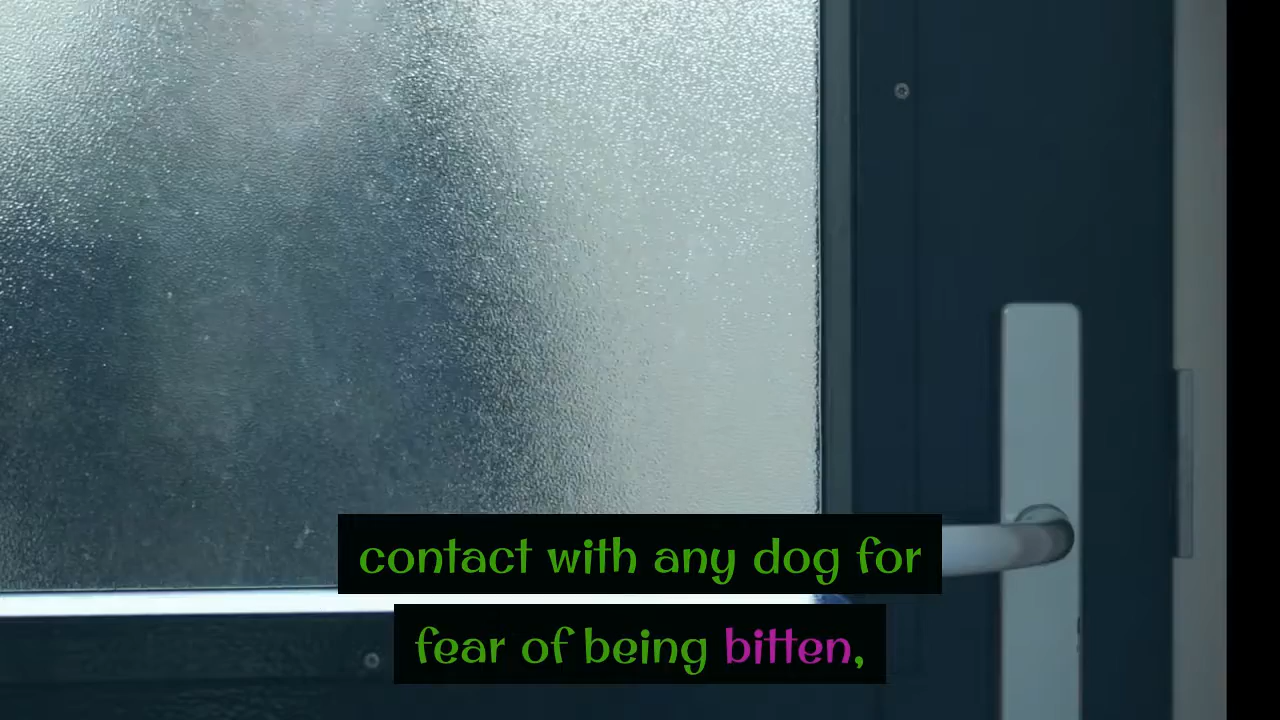 contact with any dog for
fear of being bitten,